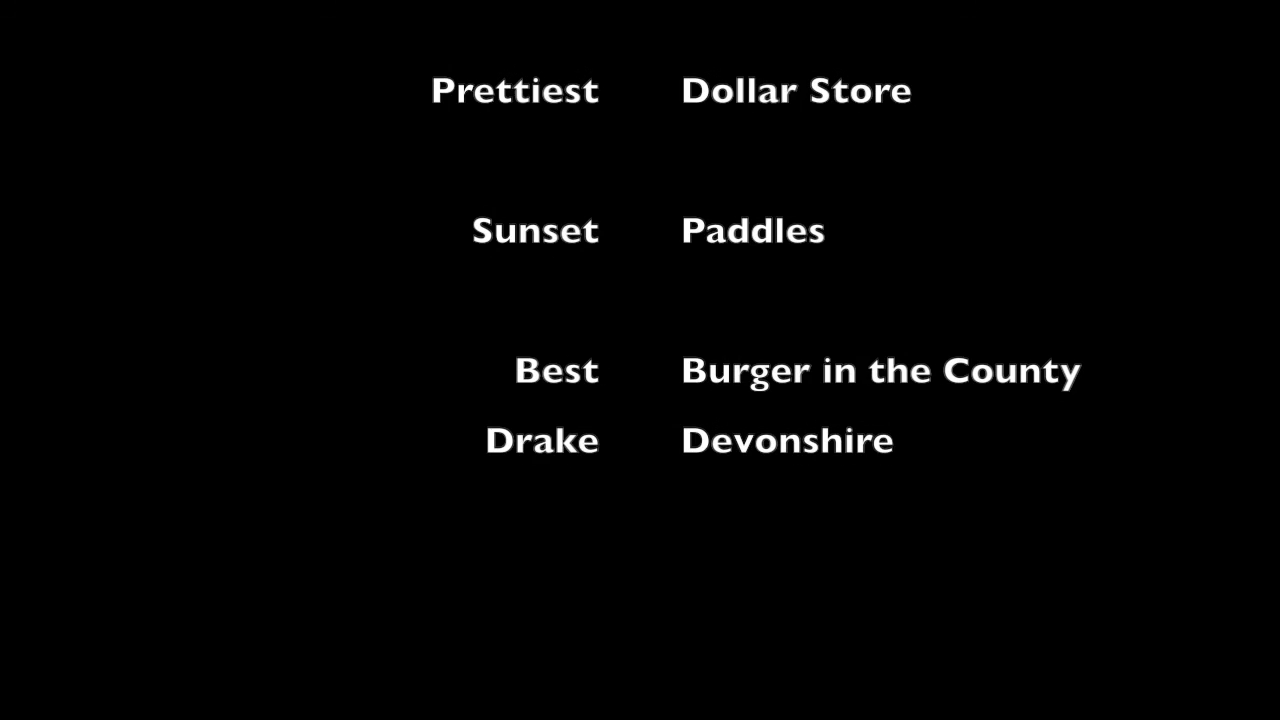 Prettiest Dollar Store
Sunset Paddles
Best Burger in the County
Drake Devonshire